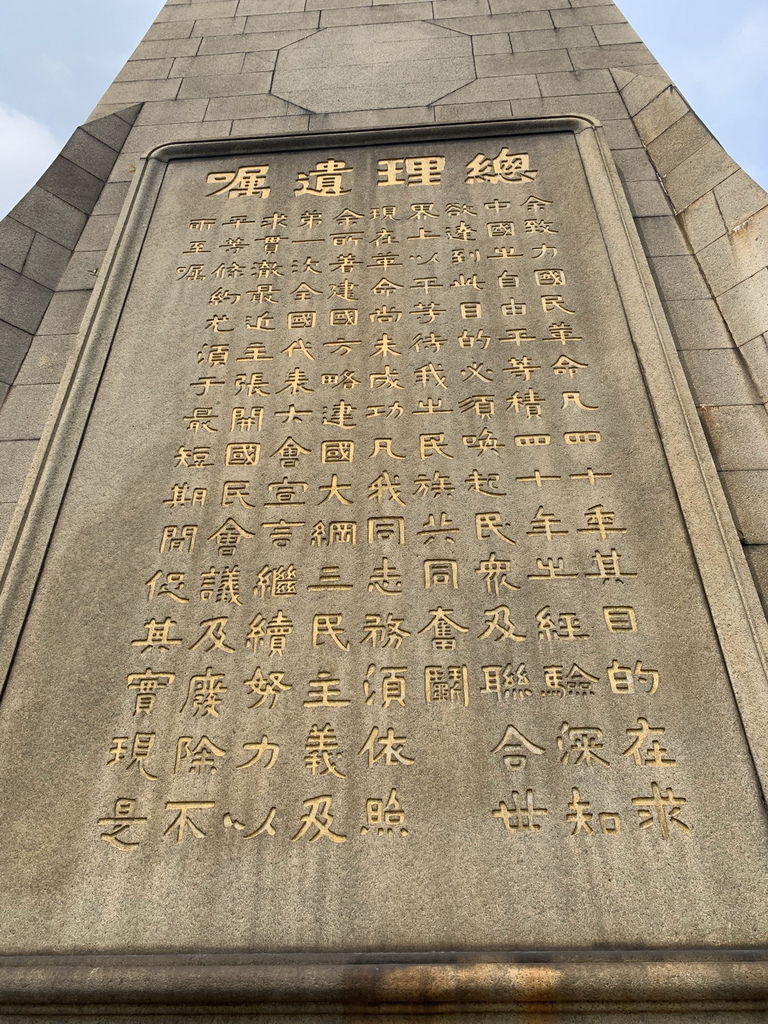 總理遺囑
余致力國民革命凡四十年其目的在求
中國之自由平等積四十年之經驗深知
欲達到此目的必須喚起民衆及聯合世
界上以平等待我之民族共同奮鬭
現在革命尚未成功凡我同志務須依照
余所著建國方略建國大綱三民主義及
第一次全國代表大會宣言繼續努力以
求貫澈最近主張開國民會議及廢除不
平等條約尤須于最短期間促其實現是
所至囑